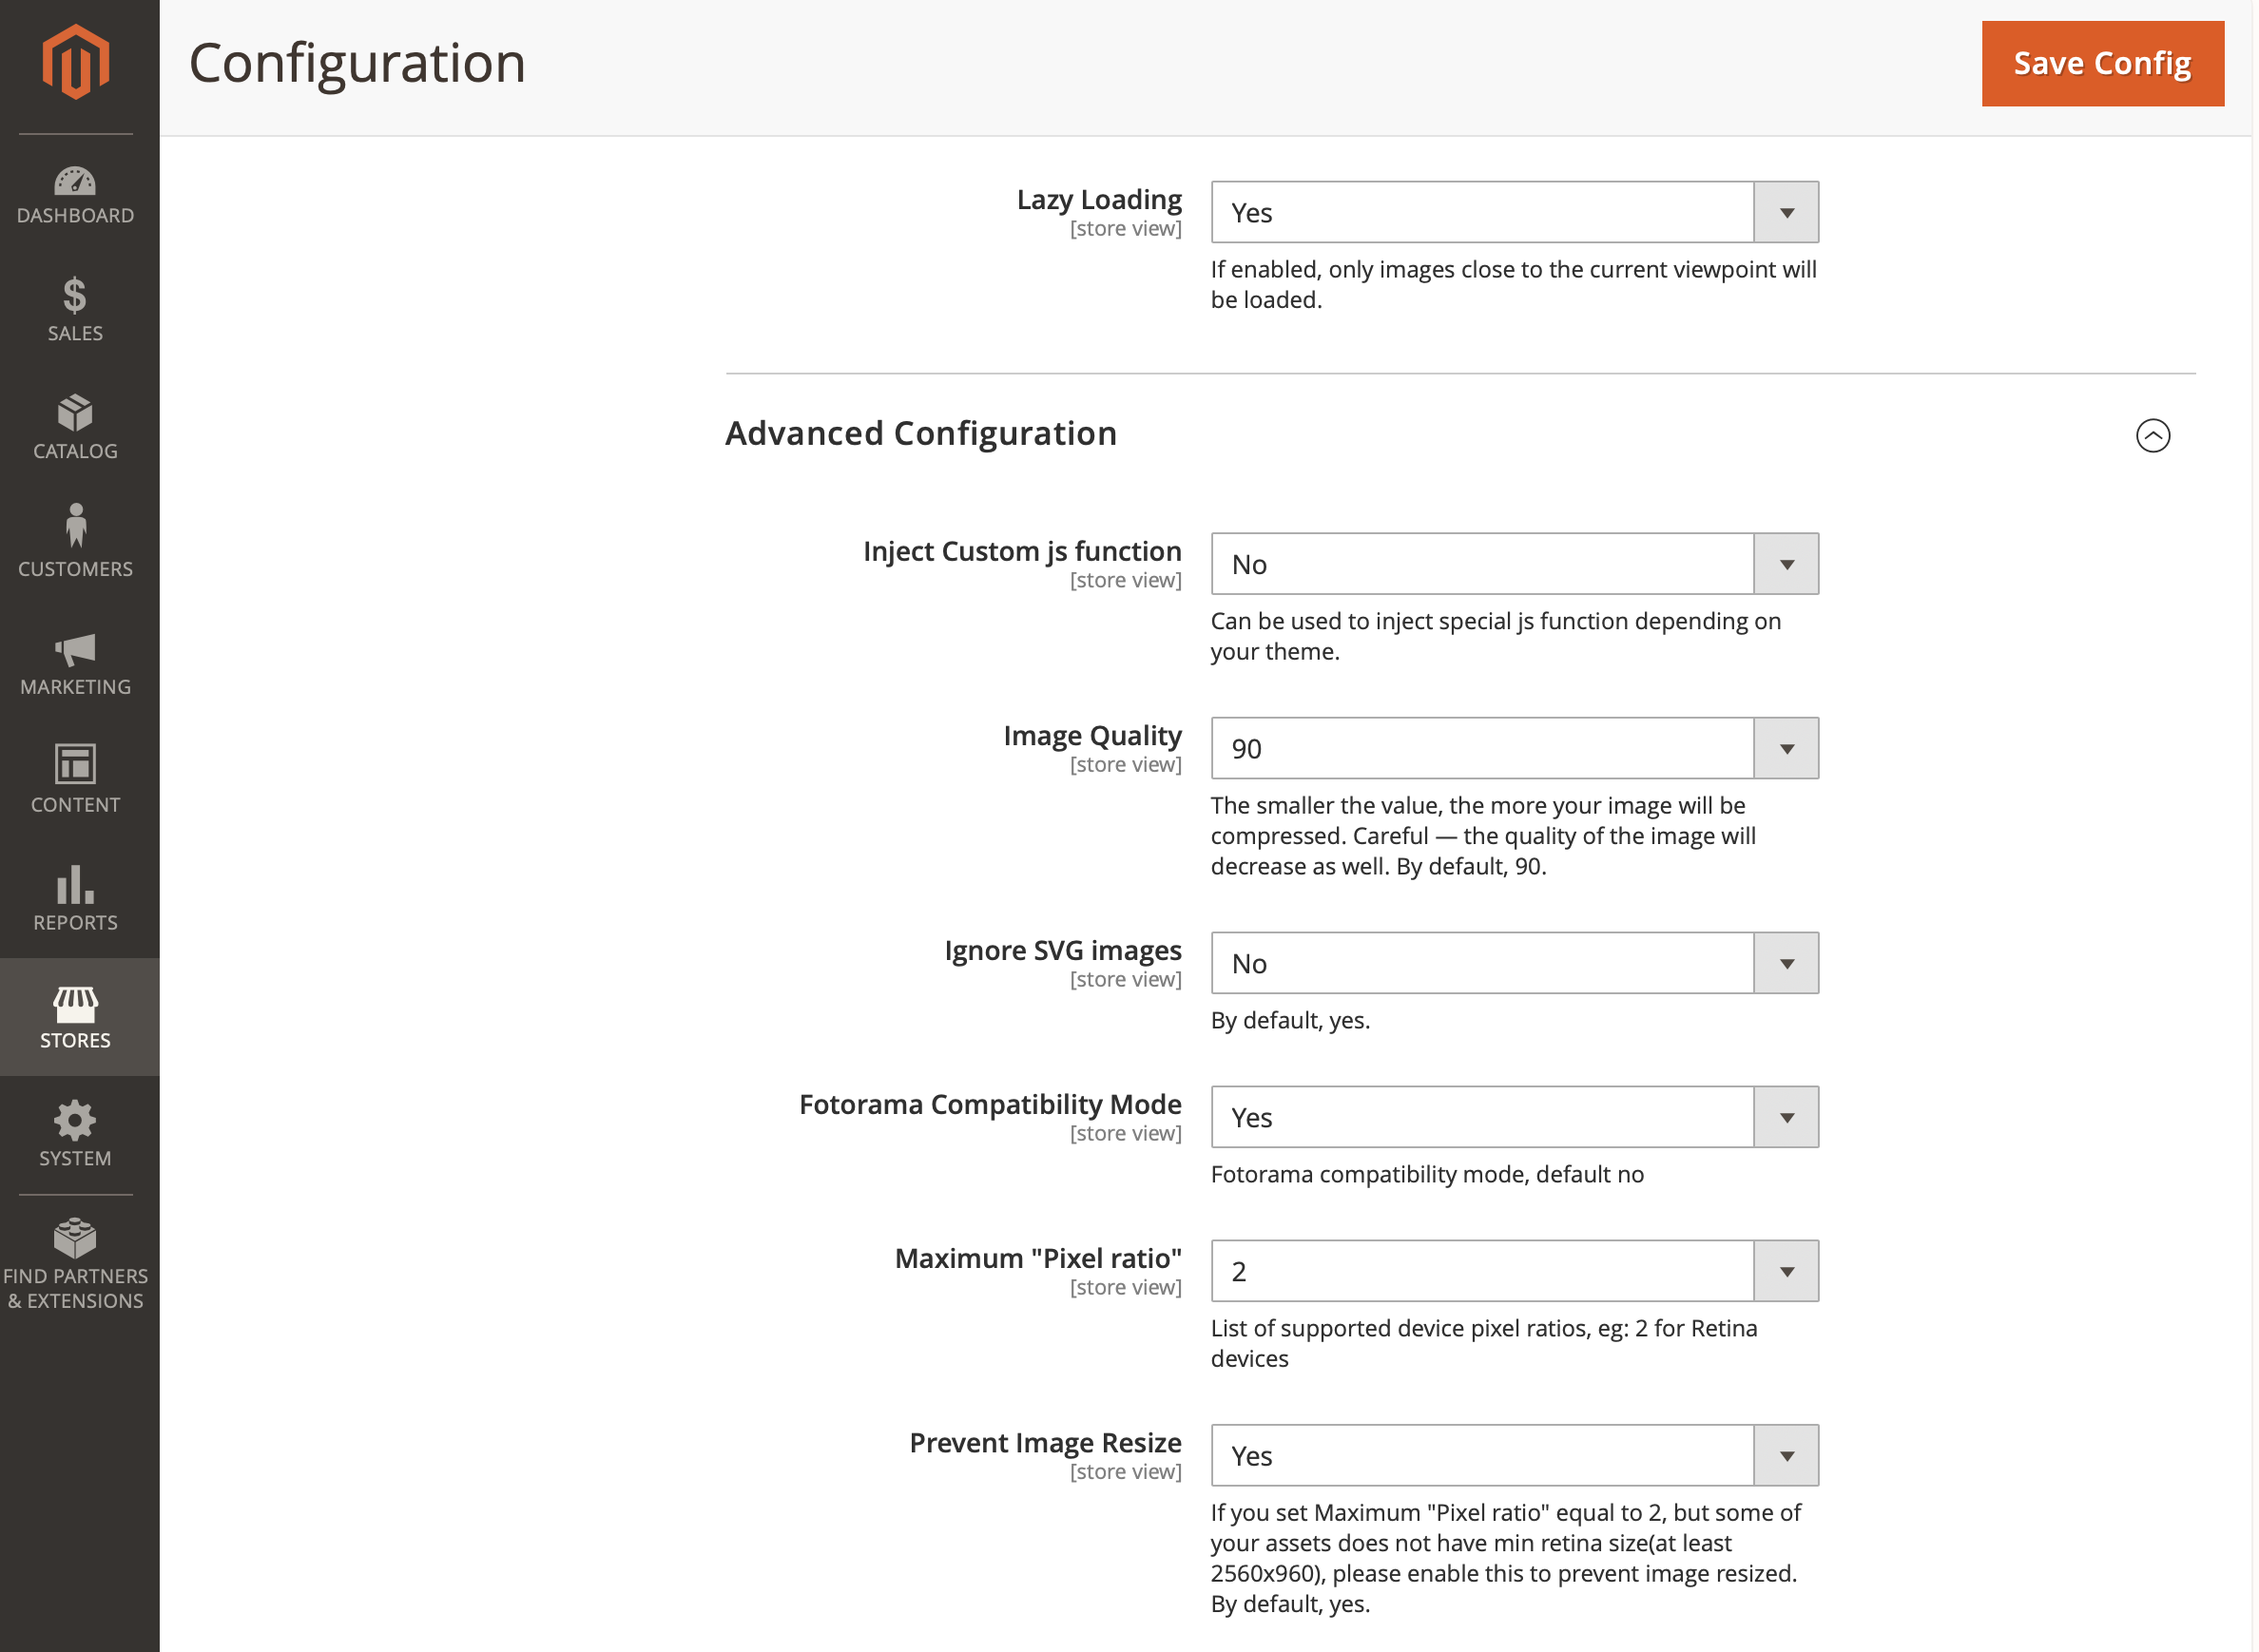 Configuration
Save Config
DASHBOARD
SALES
CATALOG
CUSTOMERS
MARKETING
CONTENT
REPORTS
STORES
SYSTEM
FIND PARTNERS
& EXTENSIONS
Lazy Loading
[store view]
Yes
If enabled, only images close to the current viewpoint will
be loaded.
Advanced Configuration
Inject Custom js function
[store view]
No
Can be used to inject special js function depending on
your theme.
Image Quality
[store view]
90
The smaller the value, the more your image will be
compressed. Careful — the quality of the image will
decrease as well. By default, 90.
Ignore SVG images
[store view]
No
By default, yes.
Fotorama Compatibility Mode
[store view]
Yes
Fotorama compatibility mode, default no
Maximum "Pixel ratio"
[store view]
2
List of supported device pixel ratios, eg: 2 for Retina
devices
Prevent Image Resize
[store view]
Yes
If you set Maximum "Pixel ratio" equal to 2, but some of
your assets does not have min retina size(at least
2560x960), please enable this to prevent image resized.
By default, yes.